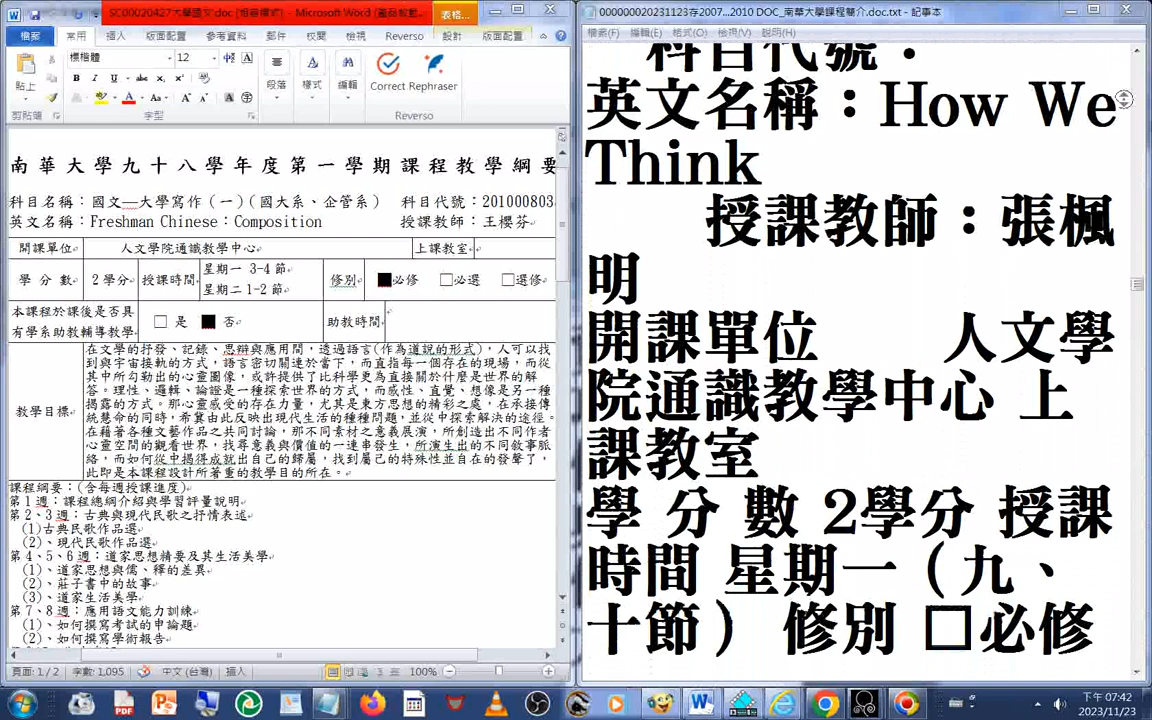 SC00020427大學國文.doc [相容模式] - Microsoft Word (產品啟動...
表格...
檔案 常用 插入 版面配置 參考資料 郵件 校閱 檢視 Reverso 設計 版面配置
標楷體 12
貼上 段落 樣式 編輯 Correct Rephraser
剪貼簿 字型 Reverso
南華大學九十八學年度第一學期課程教學綱要
科目名稱：國文—大學寫作（一）（國大系、企管系） 科目代號：201000803
英文名稱：Freshman Chinese：Composition 授課教師：王櫻芬
開課單位 人文學院通識教學中心 上課教室
學 分 數 2學分 授課時間 星期一 3-4節
星期二1-2節 修別 ■必修 □必選 □選修
本課程於課後是否具
有學系助教輔導教學 □ 是 ■ 否 助教時間
教學目標
在文學的抒發、記錄、思辯與應用間，透過語言(作為道說的形式)，人可以找
到與宇宙接軌的方式，語言密切關連於當下，而直指每一個存在的現場，而從
其中所勾勒出的心靈圖像，或許提供了比科學更為直接關於什麼是世界的解
答。理性、邏輯、論證是一種探索世界的方式，而感性、直覺、想像是另一種
揭露的方式。那心靈感受的存在力量，尤其是東方思想的精彩之處，在承接傳
統慧命的同時，希冀由此反映出現代生活的種種問題，並從中探索解決的途徑。
在藉著各種文藝作品之共同討論，那不同素材之意義展演，所創造出不同作者
心靈空間的觀看世界，找尋意義與價值的一連串發生，所演生出的不同敘事脈
絡，而如何從中揭得成就出自己的歸屬，找到屬己的特殊性並自在的發聲了，
此即是本課程設計所著重的教學目的所在。
課程綱要：(含每週授課進度)
第1週：課程總綱介紹與學習評量說明
第2、3週：古典與現代民歌之抒情表述
(1)古典民歌作品選
(2)、現代民歌作品選
第4、5、6週：道家思想精要及其生活美學
(1)、道家思想與儒、釋的差異
(2)、莊子書中的故事
(3)、道家生活美學
第7、8週：應用語文能力訓練
(1)、如何撰寫考試的申論題
(2)、如何撰寫學術報告
頁面：1/2 字數：1,095 中文(台灣) 插入 100%
000000020231123存2007...2010 DOC_南華大學課程簡介.doc.txt - 記事本
檔案(F) 編輯(E) 格式(O) 檢視(V) 說明(H)
科目代號：
英文名稱：How We
Think
授課教師：張楓
明
開課單位 人文學
院通識教學中心 上
課教室
學 分 數 2學分 授課
時間 星期一（九、
十節） 修別 □必修
下午 07:42
2023/11/23